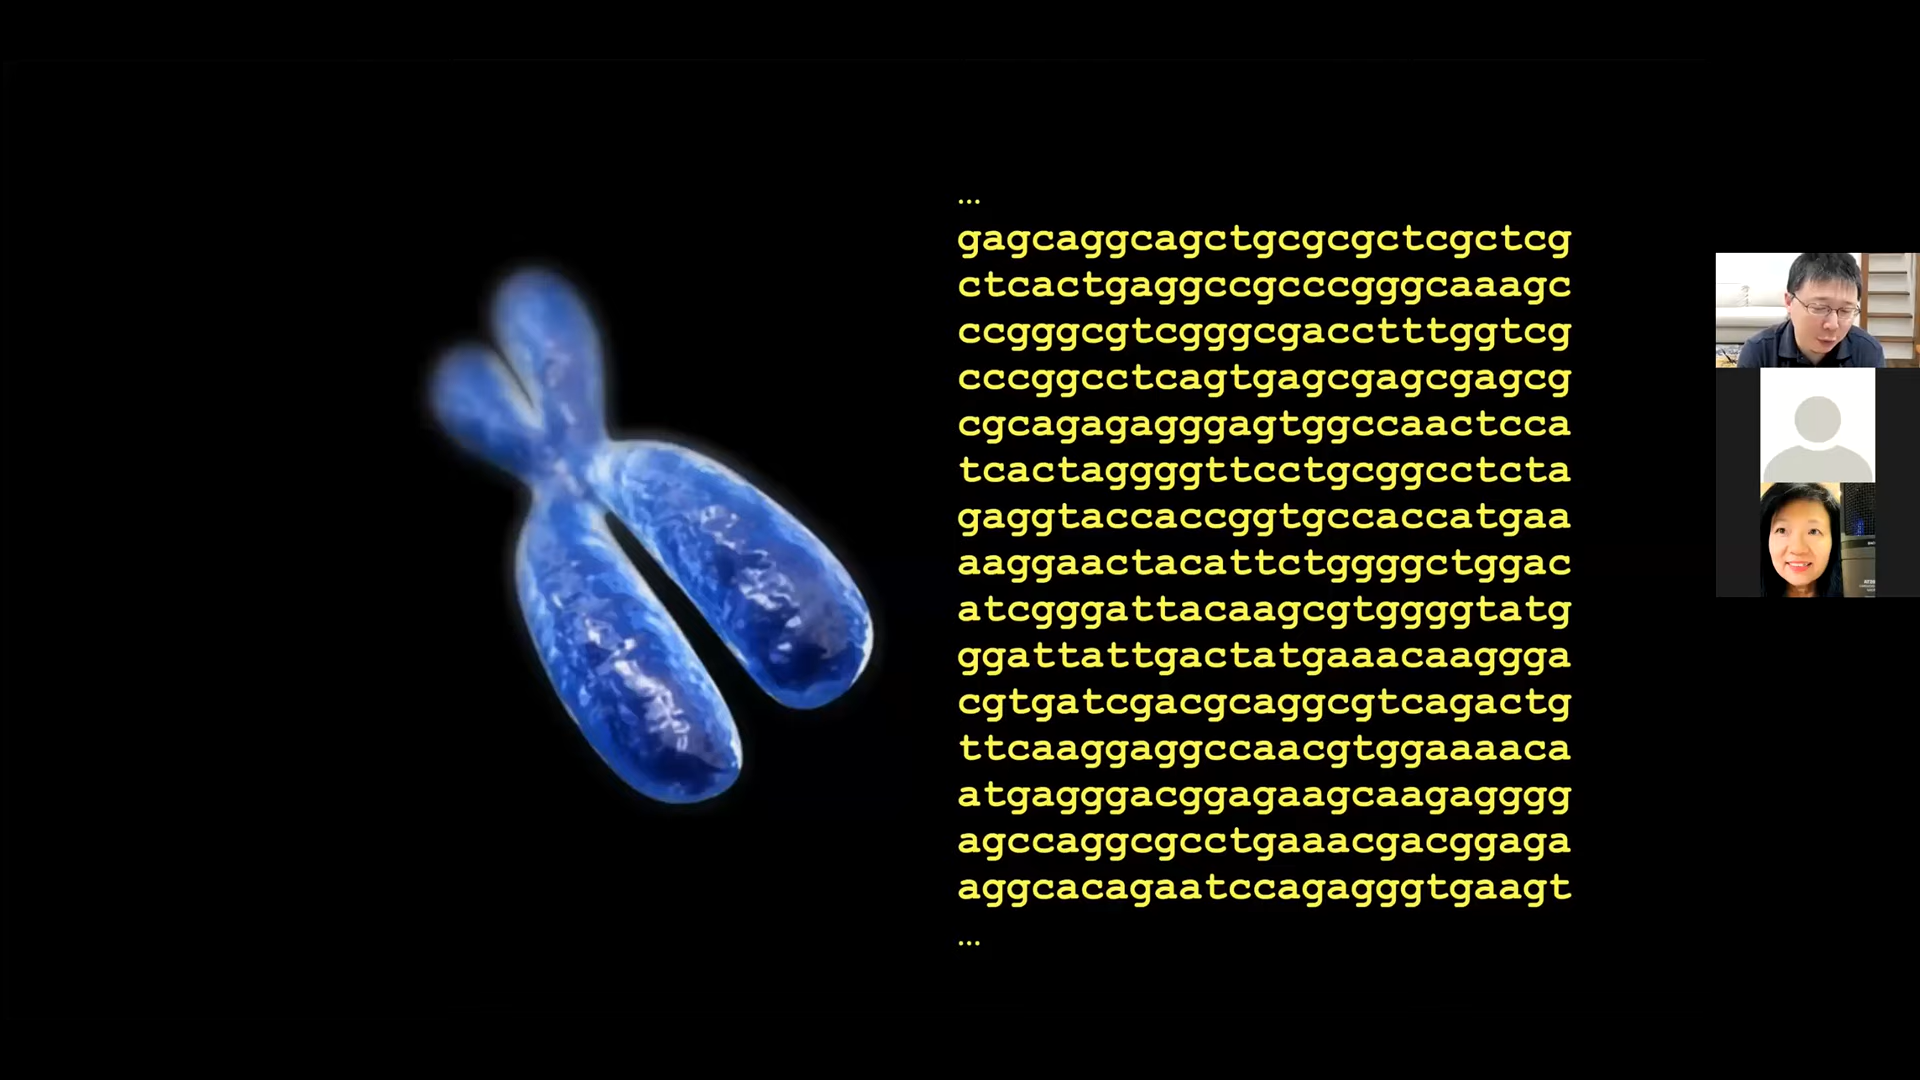 ...
gagcaggcagctgcgcgctcgctcg
ctcactgaggccgcccgggcaaagc
ccgggcgtcgggcgacctttggtcg
cccggcctcagtgagcgagcgagcg
cgcagagagggagtggccaactcca
tcactaggggttcctgcggcctcta
gaggtaccaccggtgccaccatgaa
aaggaactacattctggggctggac
atcgggattacaagcgtggggtatg
ggattattgactatgaaacaaggga
cgtgatcgacgcaggcgtcagactg
ttcaaggaggccaacgtggaaaaca
atgagggacggagaagcaagagggg
agccaggcgcctgaaacgacggaga
aggcacagaatccagagggtgaagt
...